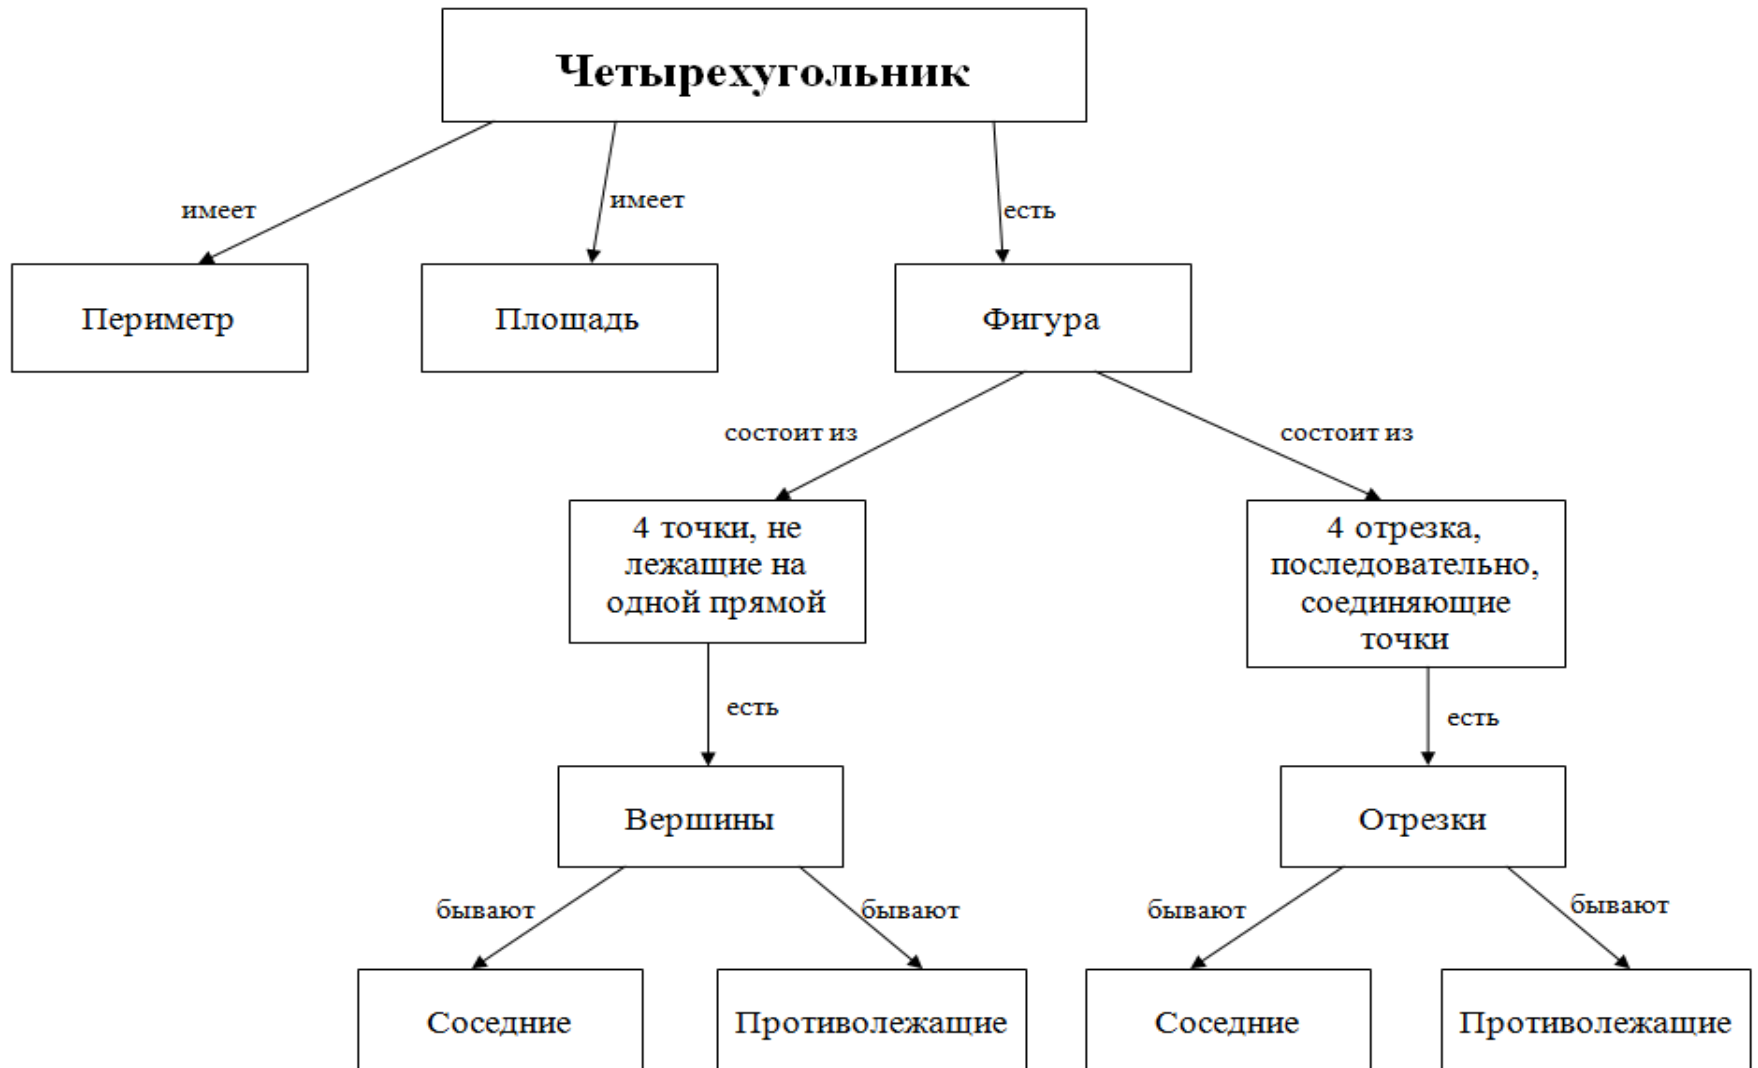 Четырехугольник
имеет
имеет
есть
Периметр
Площадь
Фигура
состоит из
состоит из
4 точки, не
лежащие на
одной прямой
4 отрезка,
последовательно,
соединяющие
точки
есть
есть
Вершины
Отрезки
бывают
бывают
бывают
бывают
Соседние
Противолежащие
Соседние
Противолежащие